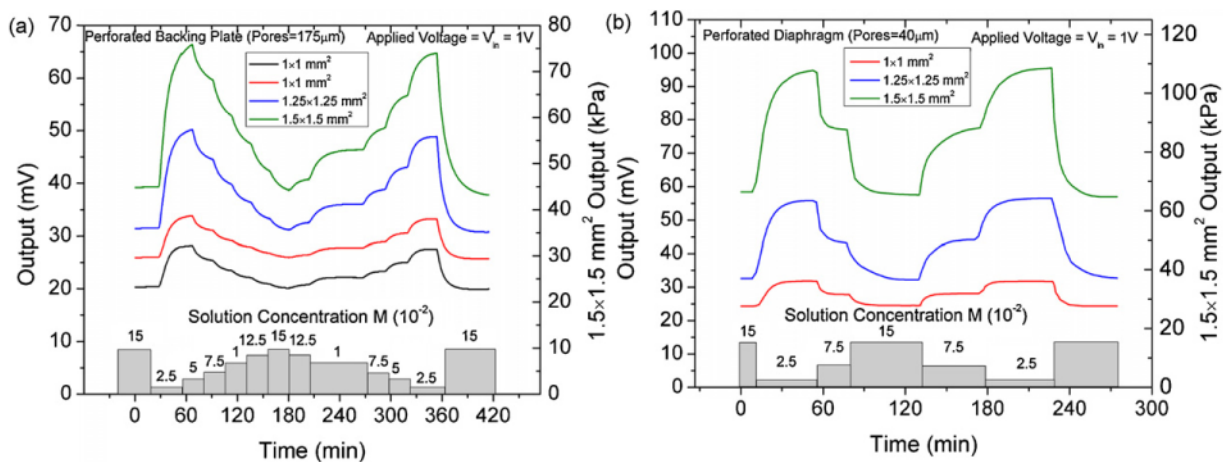 (a)
Perforated Backing Plate (Pores=175μm)
Applied Voltage = V_in = 1V
1×1 mm²
1×1 mm²
1.25×1.25 mm²
1.5×1.5 mm²
Output (mV)
70
60
50
40
30
20
10
0
1.5×1.5 mm² Output (kPa)
80
70
60
50
40
30
20
10
0
Solution Concentration M (10⁻²)
15
2.5
5
7.5
1
12.5
15
12.5
1
7.5
5
2.5
15
0 60 120 180 240 300 360 420
Time (min)
(b)
Perforated Diaphragm (Pores=40μm)
Applied Voltage = V_in = 1V
1×1 mm²
1.25×1.25 mm²
1.5×1.5 mm²
Output (mV)
110
100
90
80
70
60
50
40
30
20
10
0
1.5×1.5 mm² Output (kPa)
120
100
80
60
40
20
0
Solution Concentration M (10⁻²)
15
2.5
7.5
15
7.5
2.5
0 60 120 180 240 300
Time (min)